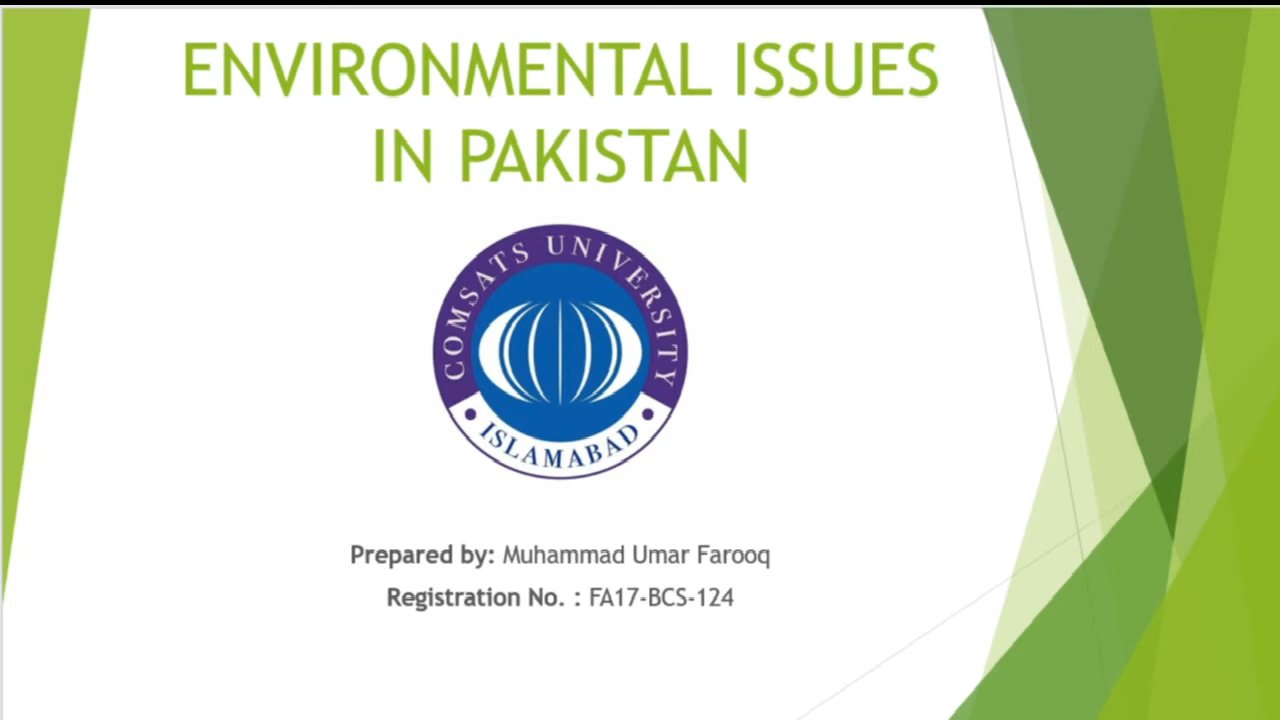 ENVIRONMENTAL ISSUES
IN PAKISTAN
COMSATS UNIVERSITY
ISLAMABAD
Prepared by: Muhammad Umar Farooq
Registration No. : FA17-BCS-124